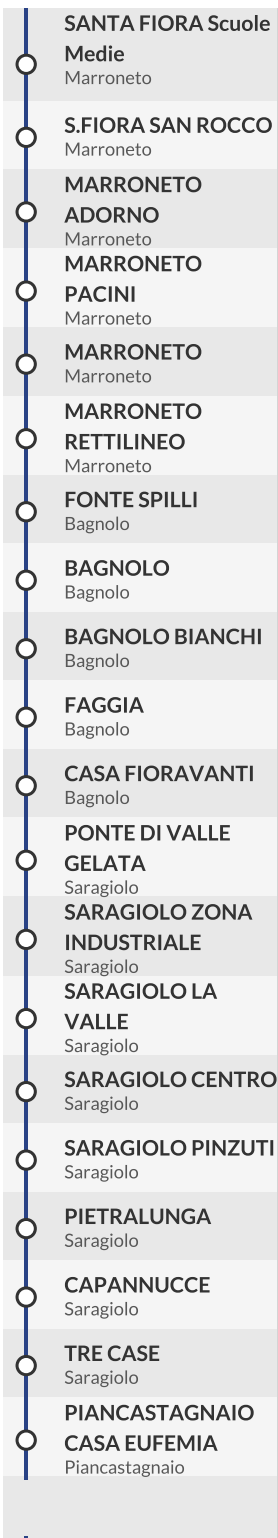 SANTA FIORA Scuole
Medie
Marroneto
S.FIORA SAN ROCCO
Marroneto
MARRONETO
ADORNO
Marroneto
MARRONETO
PACINI
Marroneto
MARRONETO
Marroneto
MARRONETO
RETTILINEO
Marroneto
FONTE SPILLI
Bagnolo
BAGNOLO
Bagnolo
BAGNOLO BIANCHI
Bagnolo
FAGGIA
Bagnolo
CASA FIORAVANTI
Bagnolo
PONTE DI VALLE
GELATA
Saragiolo
SARAGIOLO ZONA
INDUSTRIALE
Saragiolo
SARAGIOLO LA
VALLE
Saragiolo
SARAGIOLO CENTRO
Saragiolo
SARAGIOLO PINZUTI
Saragiolo
PIETRALUNGA
Saragiolo
CAPANNUCCE
Saragiolo
TRE CASE
Saragiolo
PIANCASTAGNAIO
CASA EUFEMIA
Piancastagnaio